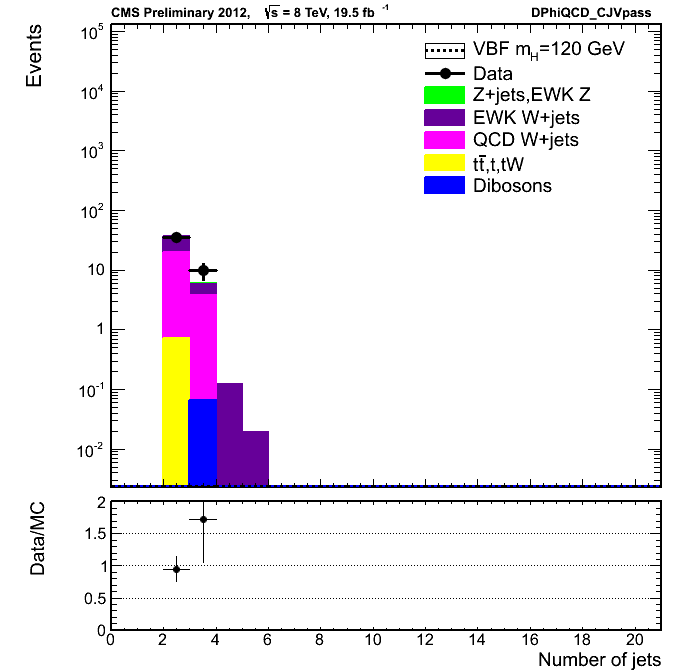 CMS Preliminary 2012, √s = 8 TeV, 19.5 fb⁻¹ DPhiQCD_CJVpass
Events
10⁵
10⁴
10³
10²
10
1
10⁻¹
10⁻²
VBF m_H=120 GeV
Data
Z+jets,EWK Z
EWK W+jets
QCD W+jets
tt̄,t,tW
Dibosons
Data/MC
2
1.5
1
0.5
0
0 2 4 6 8 10 12 14 16 18 20
Number of jets